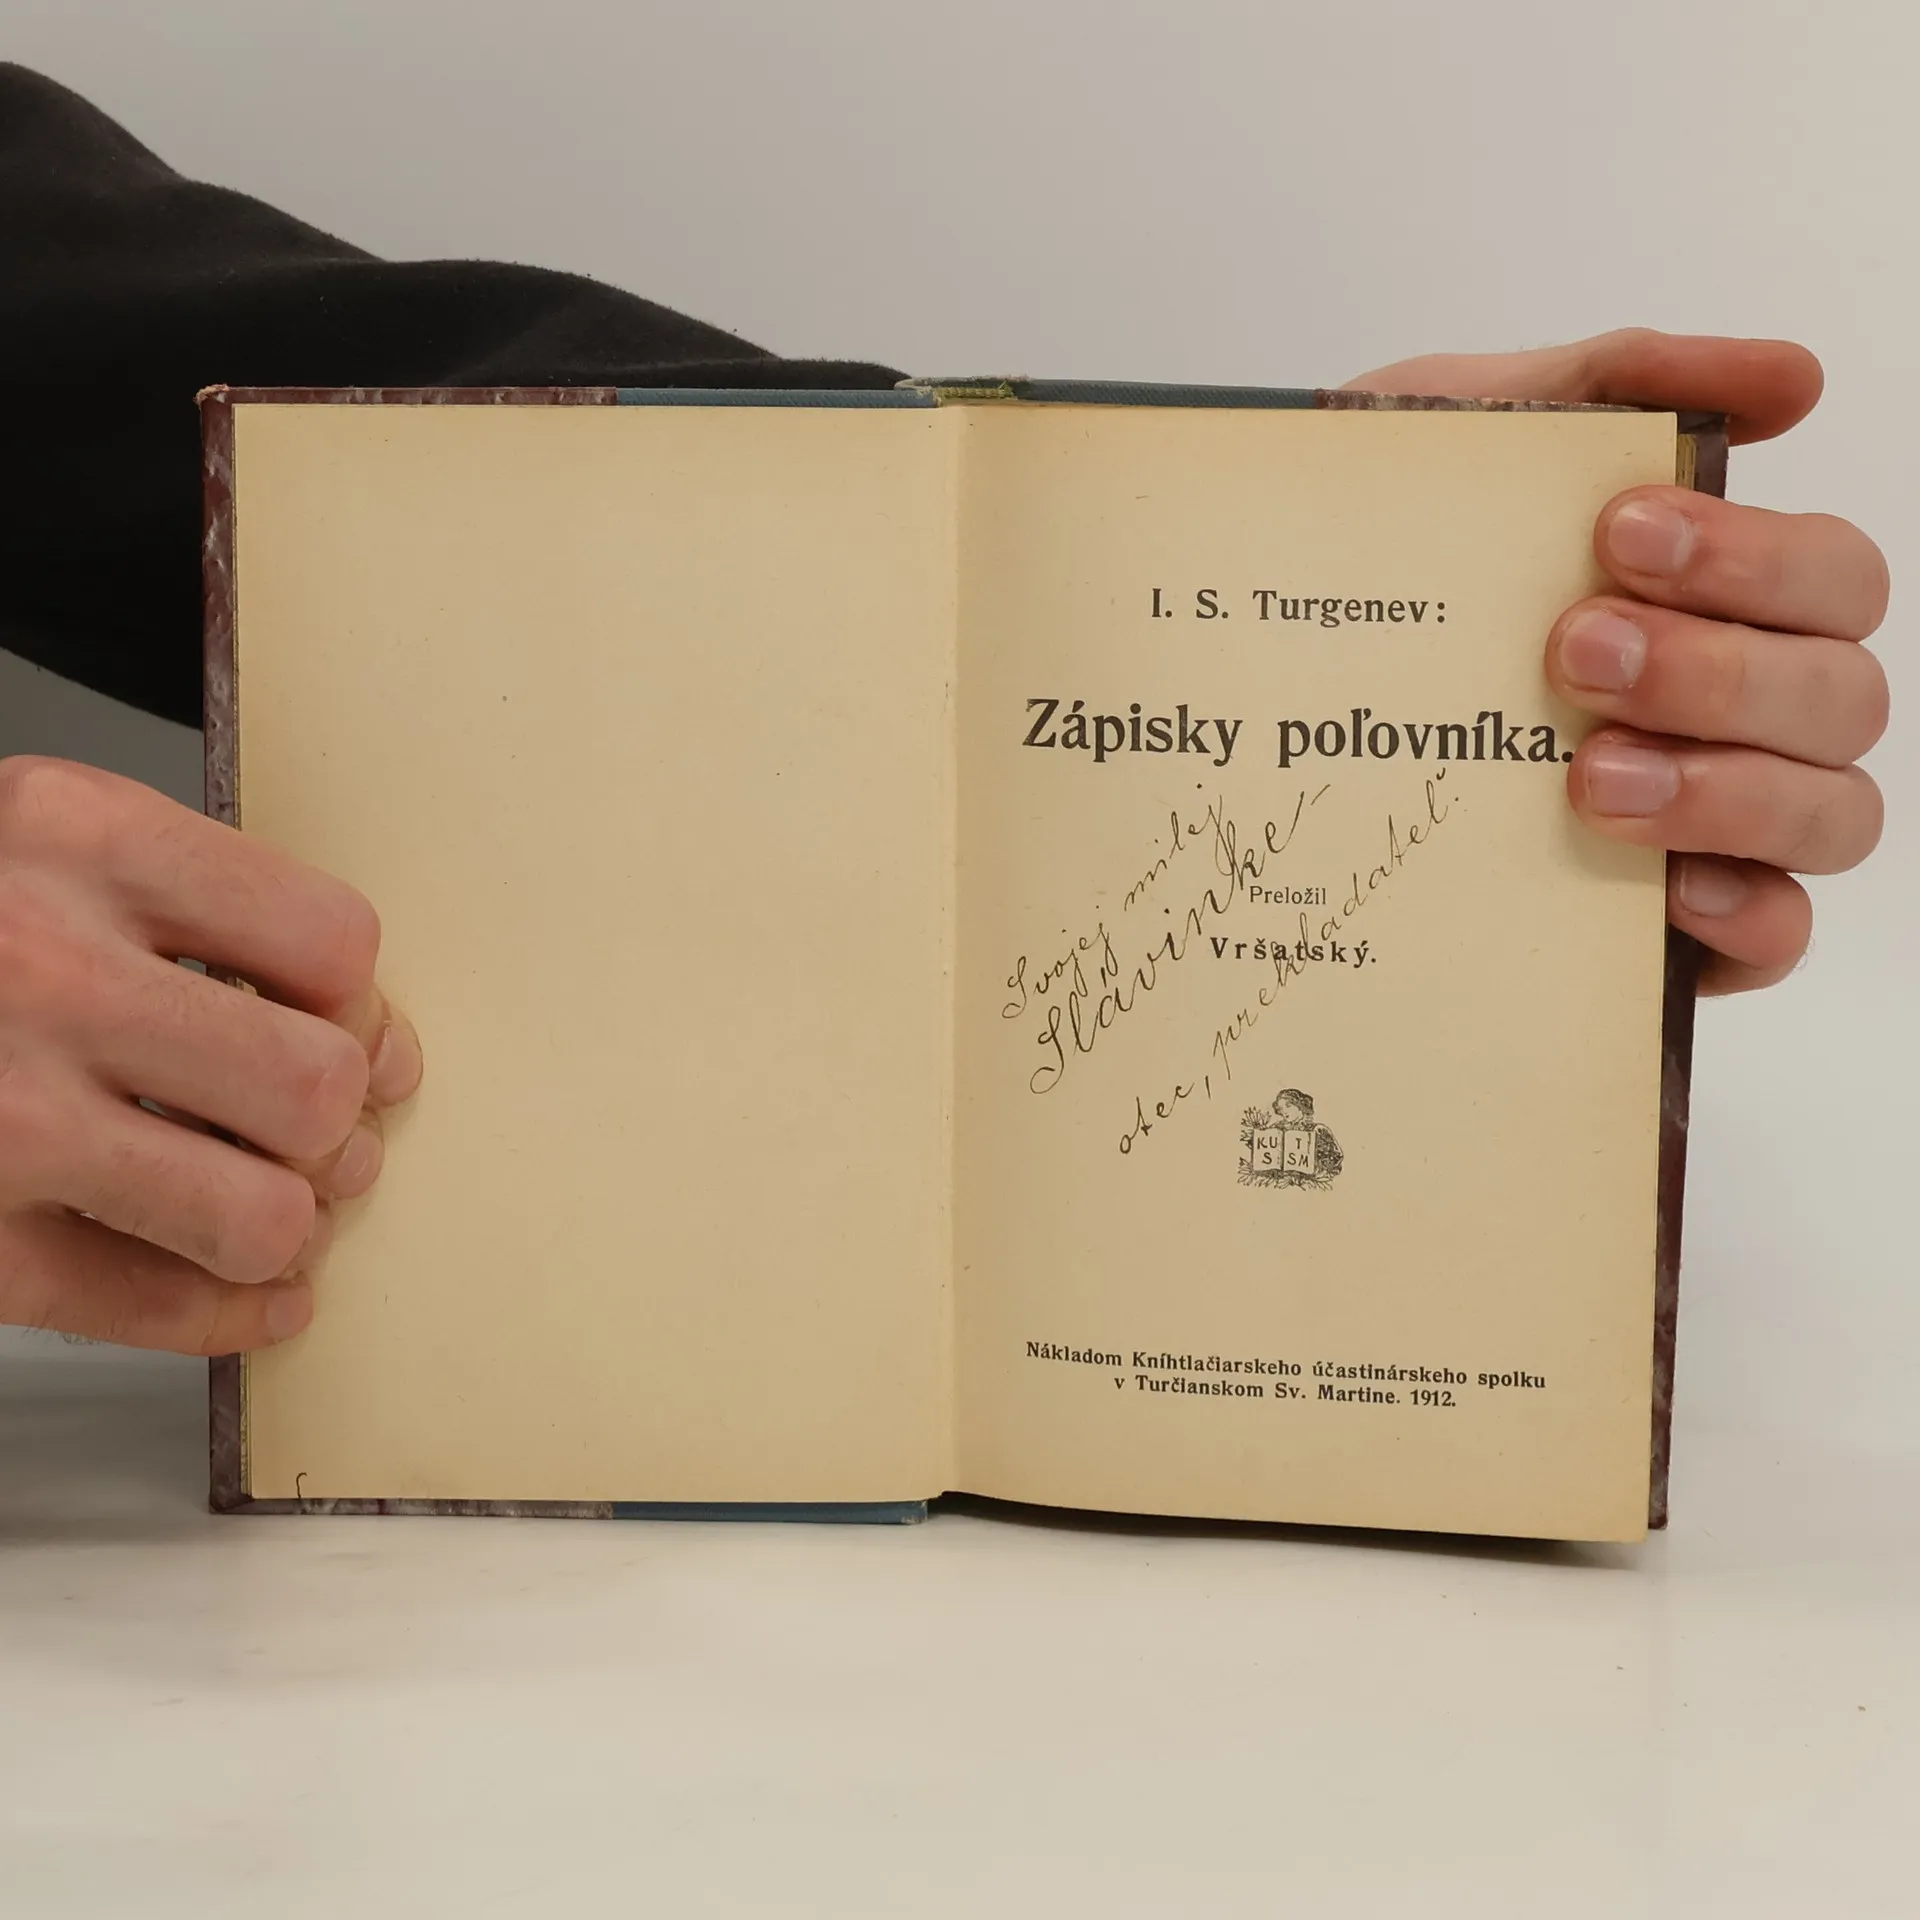 I. S. Turgenev:
Zápisky poľovníka.
Svojej milej
Slávinke –
otec, prekladateľ.
Preložil
Vršatský.
KU T
S SM
Nákladom Kníhtlačiarskeho účastinárskeho spolku
v Turčianskom Sv. Martine. 1912.